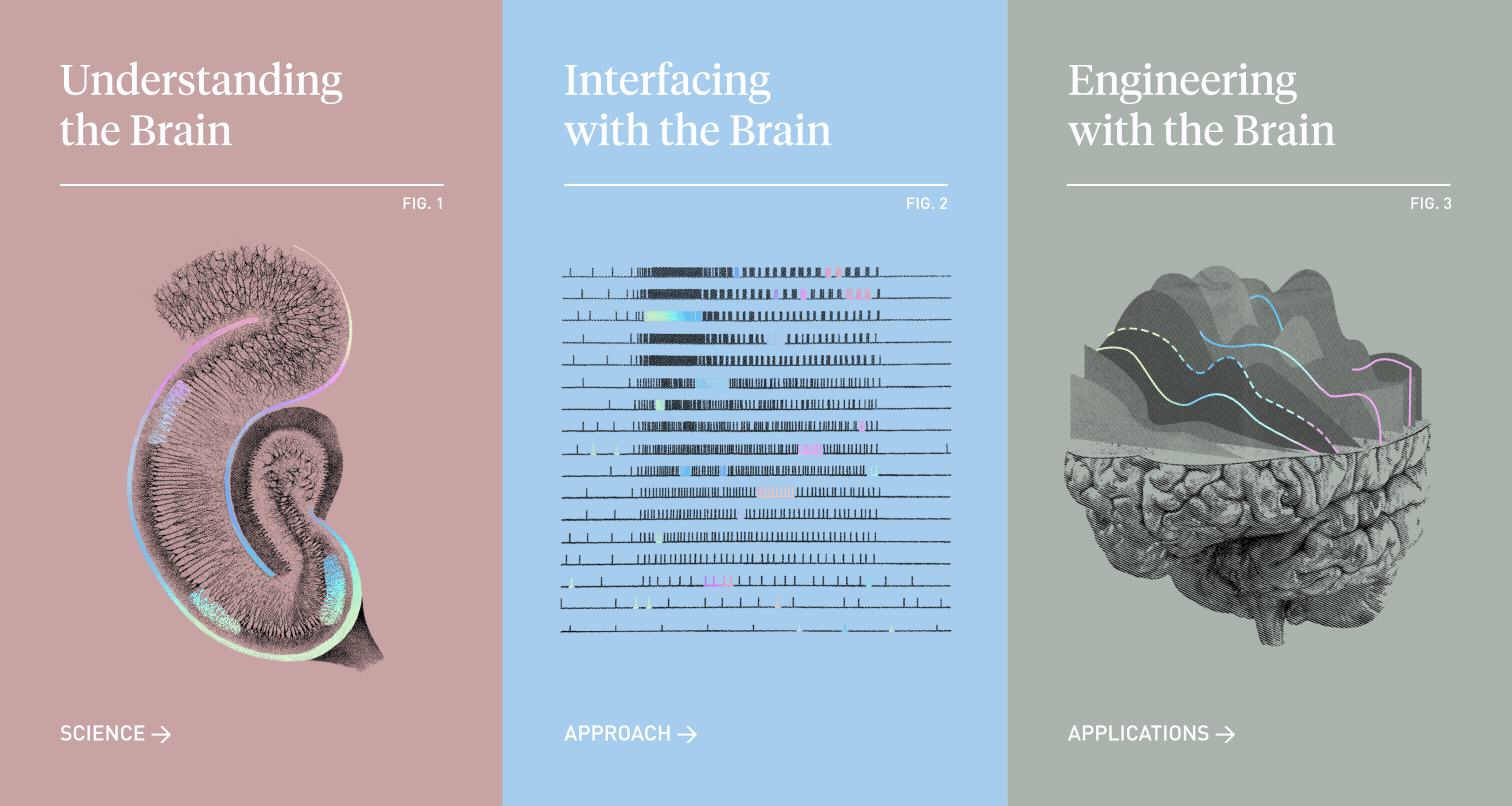 Understanding
the Brain
FIG. 1
SCIENCE →
Interfacing
with the Brain
FIG. 2
APPROACH →
Engineering
with the Brain
FIG. 3
APPLICATIONS →